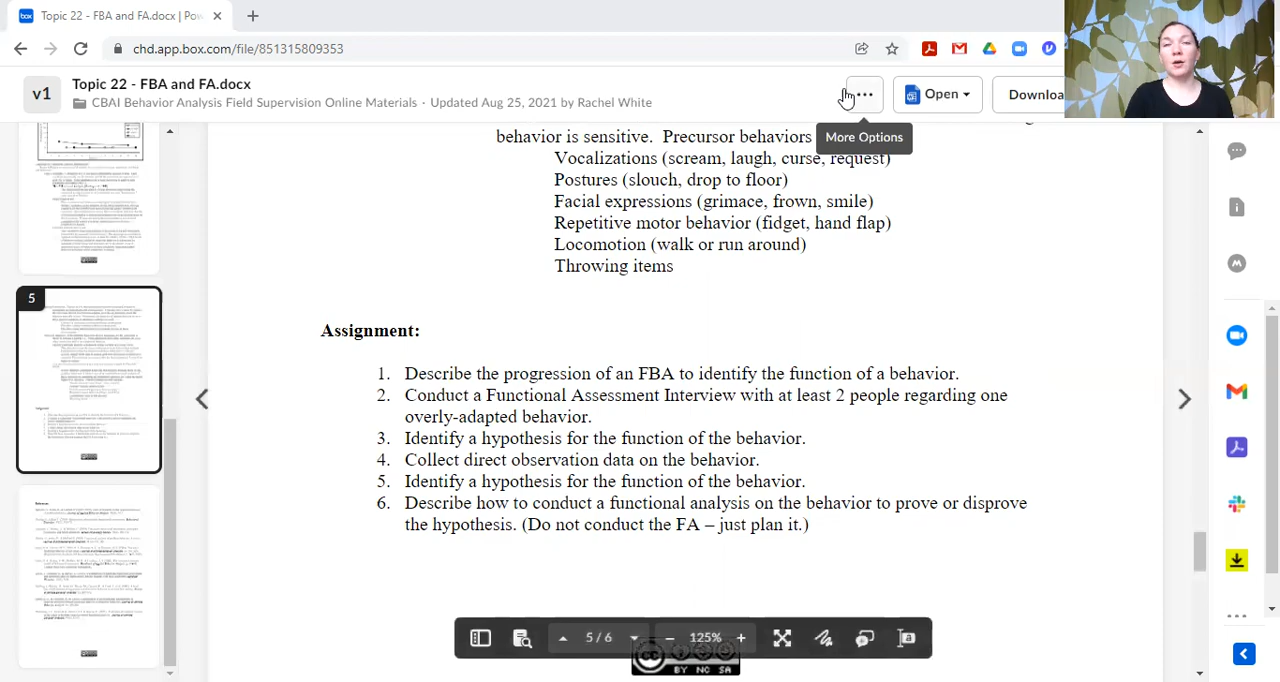 Topic 22 - FBA and FA.docx | Pow
chd.app.box.com/file/851315809353
v1
Topic 22 - FBA and FA.docx
CBAI Behavior Analysis Field Supervision Online Materials · Updated Aug 25, 2021 by Rachel White
Open
Downloa
More Options
behavior is sensitive. Precursor behaviors
Vocalizations (scream, laugh, curse, request)
Postures (slouch, drop to fl
Facial expressions (grimace, frown, smile)
Repetitive motor behavior (fidget, hand flap)
Locomotion (walk or run around)
Throwing items
Assignment:
1. Describe the progression of an FBA to identify the function of a behavior.
2. Conduct a Functional Assessment Interview with at least 2 people regarding one
overly-adapted behavior.
3. Identify a hypothesis for the function of the behavior.
4. Collect direct observation data on the behavior.
5. Identify a hypothesis for the function of the behavior.
6. Describe how to conduct a functional analysis on the behavior to prove or disprove
the hypothesis. (Do not conduct the FA – just plan it.)
5
5 / 6
125%
BY NC SA